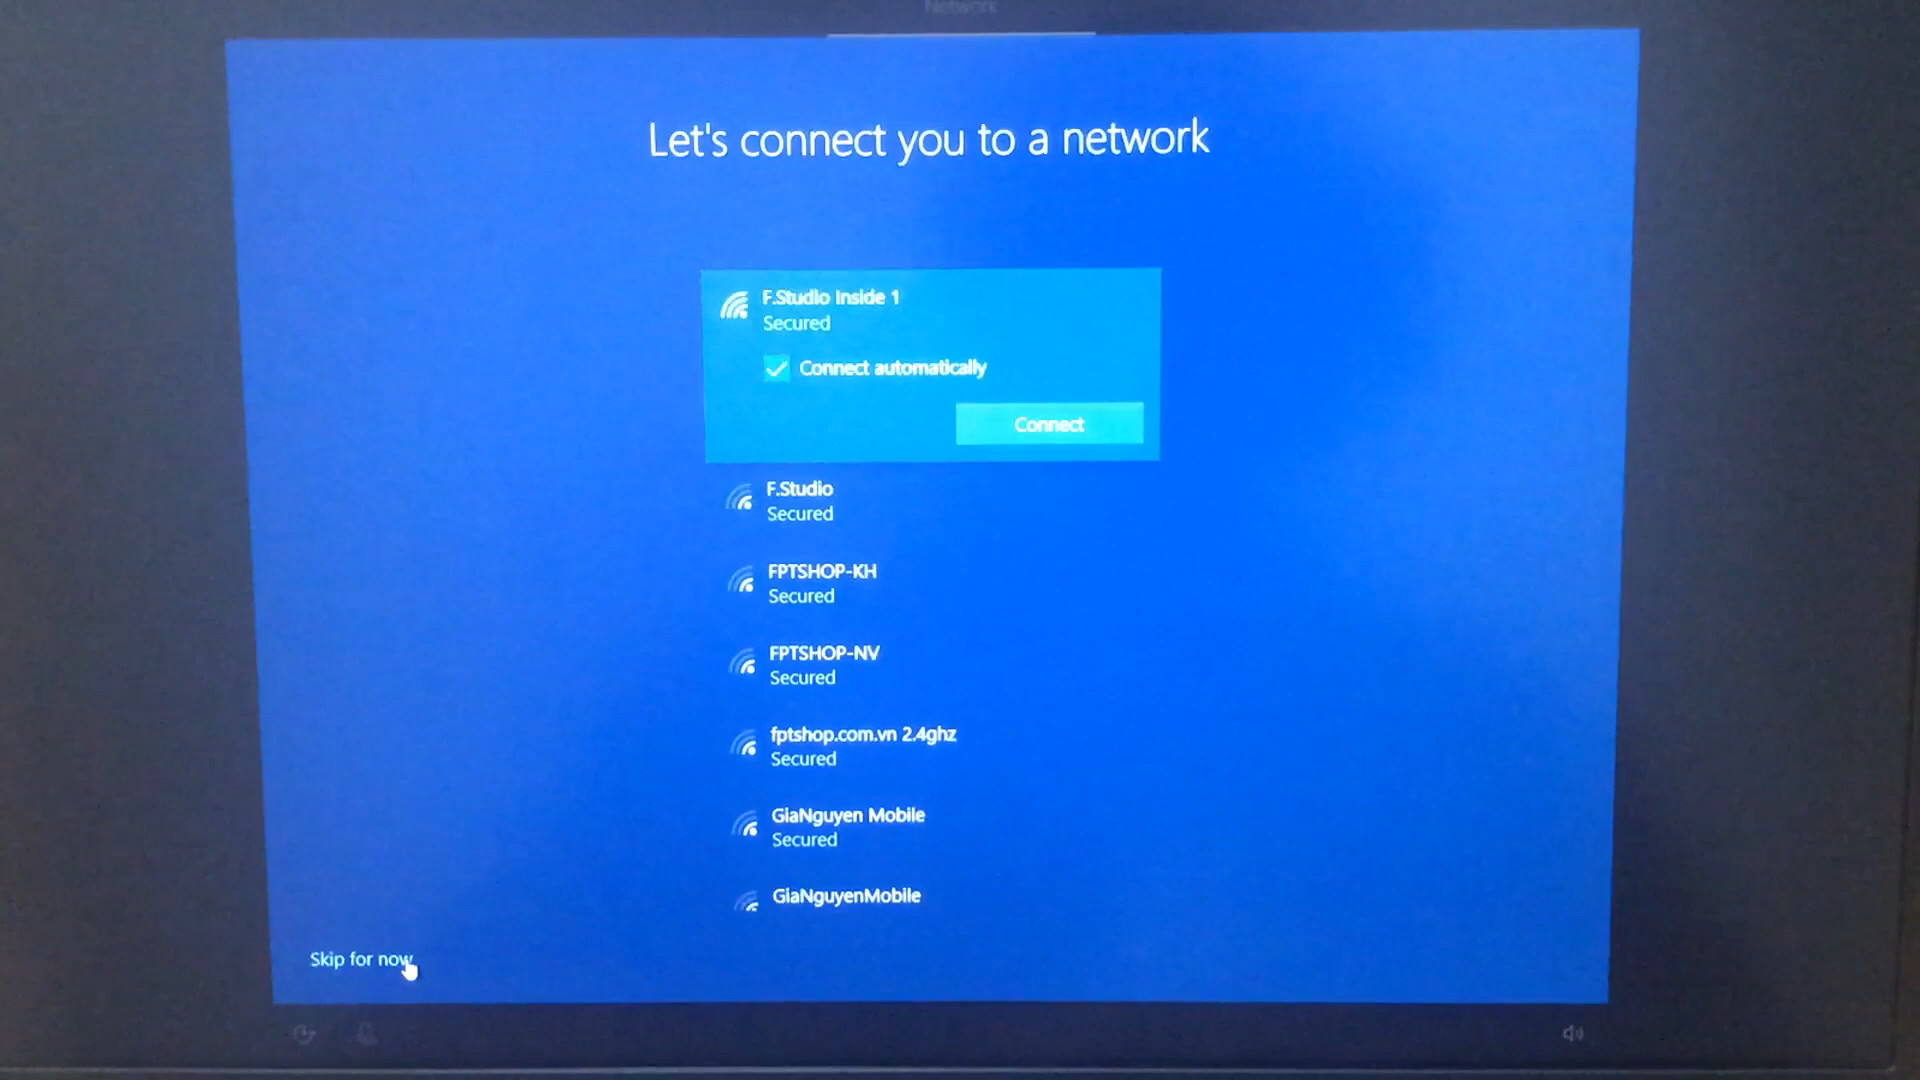 Network
Let's connect you to a network
F.Studio Inside 1
Secured
Connect automatically
Connect
F.Studio
Secured
FPTSHOP-KH
Secured
FPTSHOP-NV
Secured
fptshop.com.vn 2.4ghz
Secured
GiaNguyen Mobile
Secured
GiaNguyenMobile
Skip for now